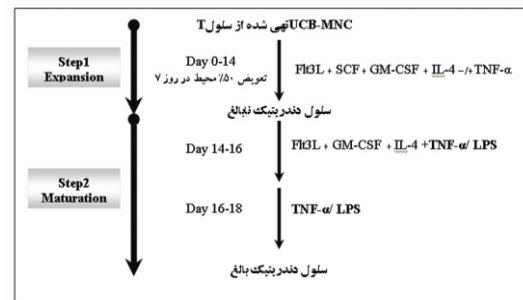 UCB-MNC تهی شده از سلول T
Step1
Expansion
Day 0-14
تعویض ۵۰٪ محیط در روز ۷
Flt3L + SCF + GM-CSF + IL-4 -/+TNF-α
سلول دندریتیک نابالغ
Day 14-16
Flt3L + GM-CSF + IL-4 +TNF-α/ LPS
Step2
Maturation
Day 16-18
TNF-α/ LPS
سلول دندریتیک بالغ